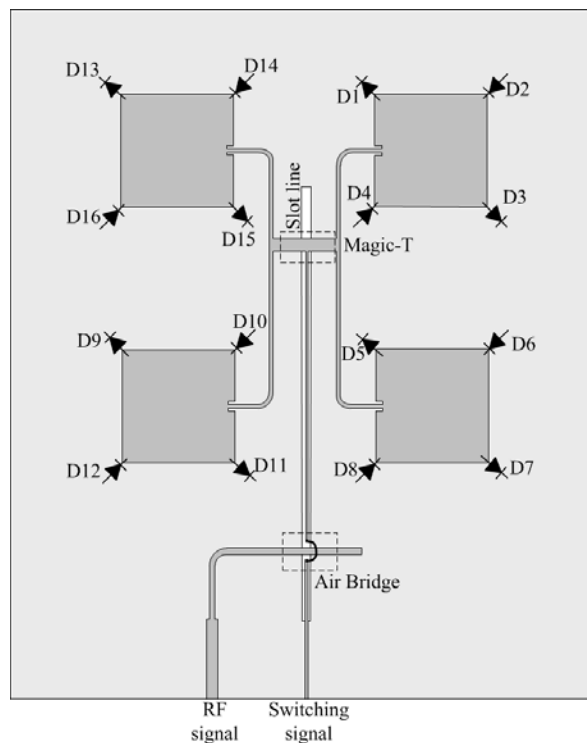 D13
D14
D1
D2
D16
D15
D4
D3
Slot line
Magic-T
D9
D10
D5
D6
D12
D11
D8
D7
Air Bridge
RF
signal
Switching
signal